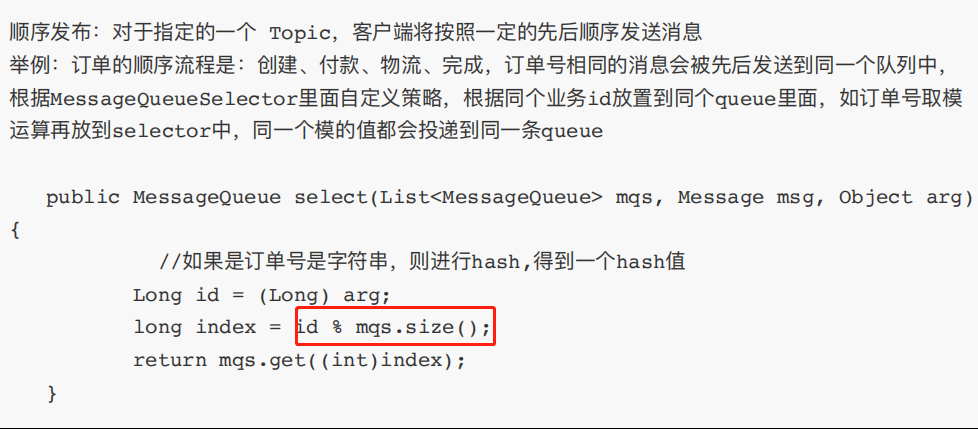 顺序发布：对于指定的一个 Topic，客户端将按照一定的先后顺序发送消息
举例：订单的顺序流程是：创建、付款、物流、完成，订单号相同的消息会被先后发送到同一个队列中，
根据MessageQueueSelector里面自定义策略，根据同个业务id放置到同个queue里面，如订单号取模
运算再放到selector中，同一个模的值都会投递到同一条queue
public MessageQueue select(List<MessageQueue> mqs, Message msg, Object arg)
{
//如果是订单号是字符串，则进行hash,得到一个hash值
Long id = (Long) arg;
long index = id % mqs.size();
return mqs.get((int)index);
}